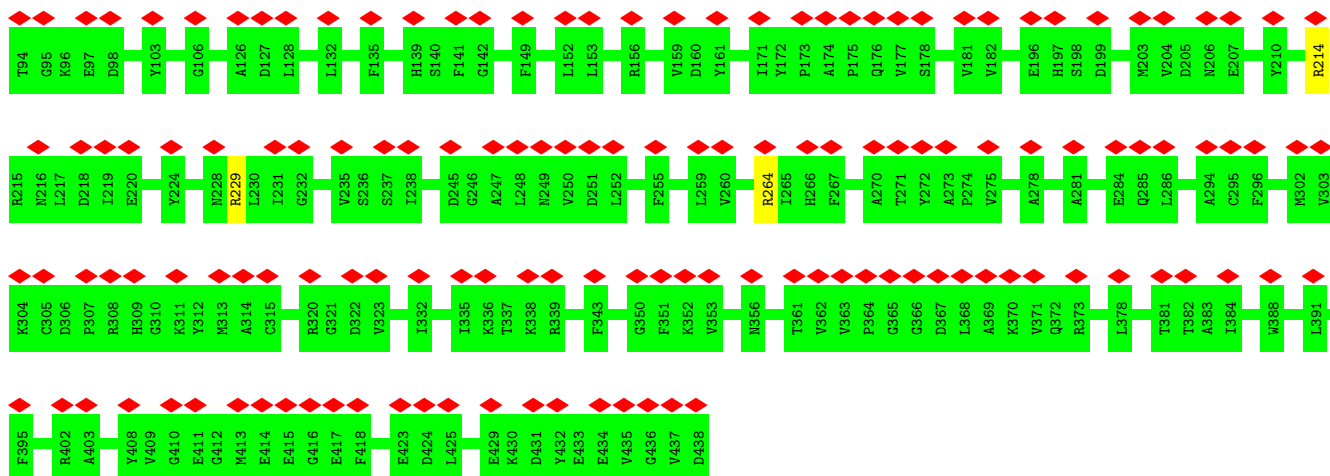 T94 G95 K96 E97 D98 Y103 G106 A126 D127 L128 L132 F135 H139 S140 F141 G142 F149 L152 L153 R156 V159 D160 Y161 I171 Y172 P173 A174 P175 Q176 V177 S178 V181 V182 E196 H197 S198 D199 M203 V204 D205 N206 E207 Y210 R214
R215 N216 L217 D218 I219 E220 Y224 N228 R229 L230 I231 G232 V235 S236 S237 I238 D245 G246 A247 L248 N249 V250 D251 L252 F255 L259 V260 R264 I265 H266 F267 A270 T271 Y272 A273 P274 V275 A278 A281 E284 Q285 L286 A294 C295 F296 M302 V303
K304 C305 D306 P307 R308 H309 G310 K311 Y312 M313 A314 C315 R320 G321 D322 V323 I332 I335 K336 T337 K338 R339 F343 G350 F351 K352 V353 N356 T361 V362 V363 P364 G365 G366 D367 L368 A369 K370 V371 Q372 R373 L378 T381 T382 A383 I384 W388 L391
F395 R402 A403 Y408 V409 G410 E411 G412 M413 E414 E415 G416 E417 F418 E423 D424 L425 E429 K430 D431 Y432 E433 E434 V435 G436 V437 D438